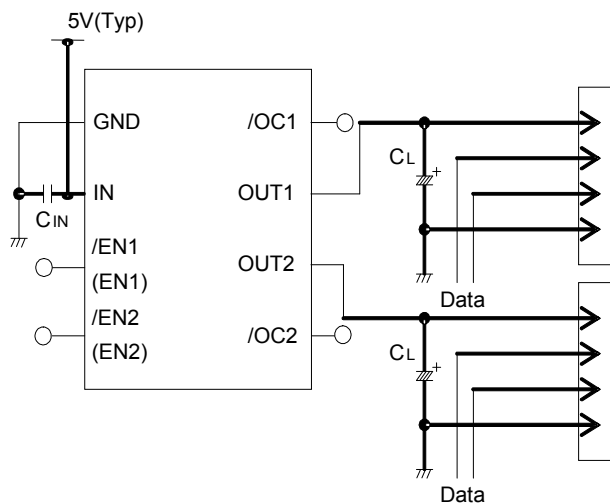 5V(Typ)
GND
/OC1
CL
IN
OUT1
CIN
/EN1
(EN1)
OUT2
Data
/EN2
(EN2)
/OC2
CL
Data